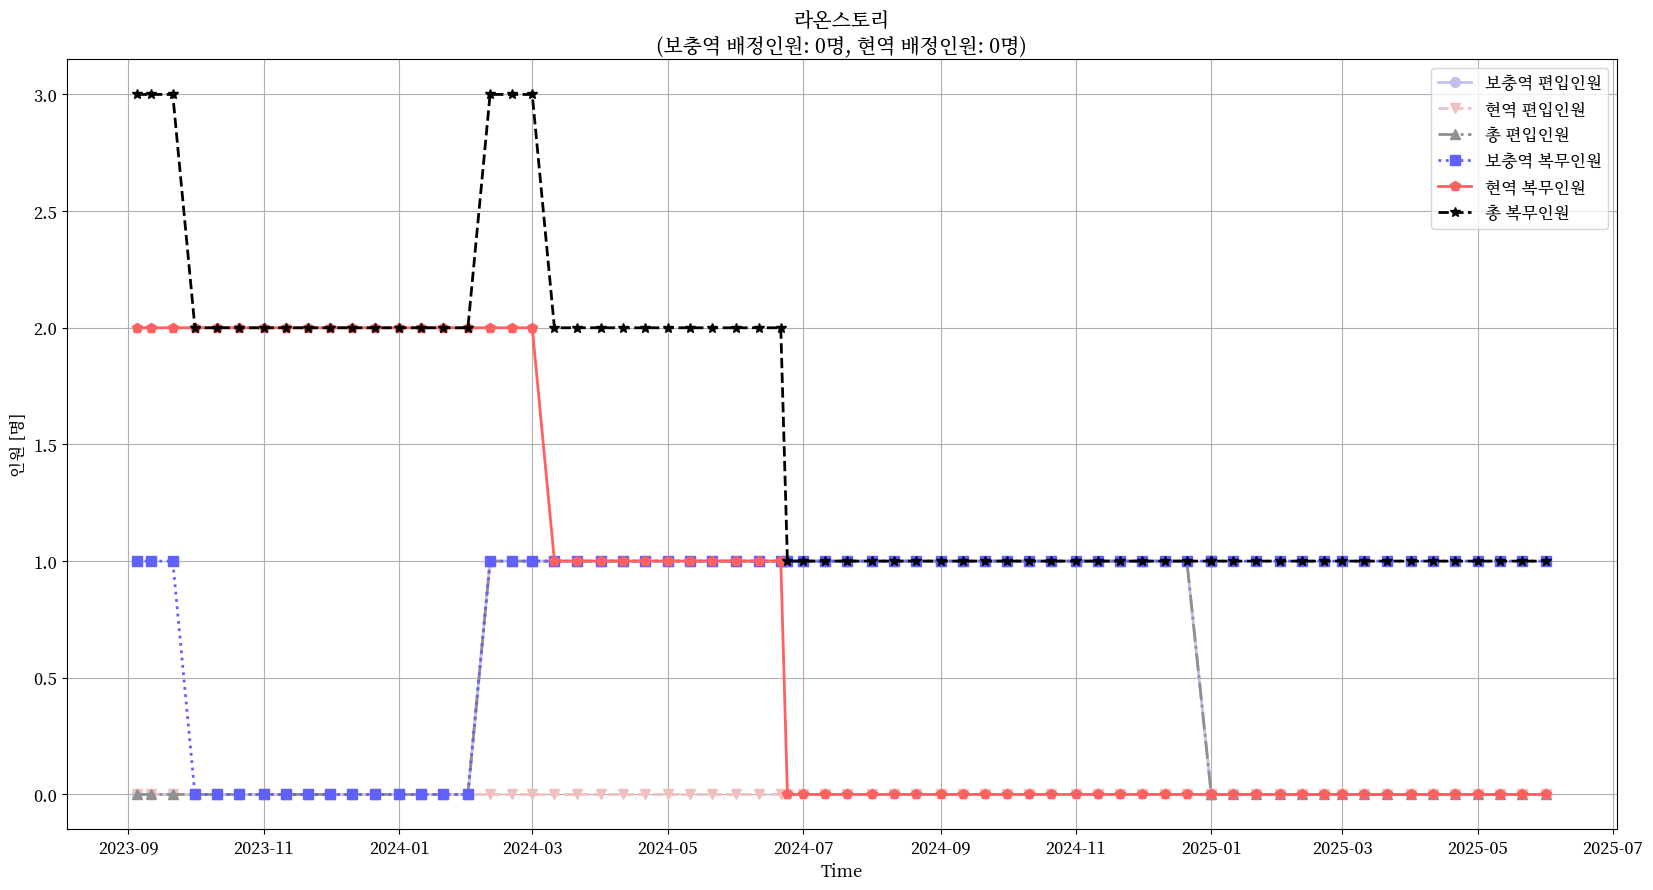 라온스토리
(보충역 배정인원: 0명, 현역 배정인원: 0명)
보충역 편입인원
현역 편입인원
총 편입인원
보충역 복무인원
현역 복무인원
총 복무인원
인원 [명]
3.0
2.5
2.0
1.5
1.0
0.5
0.0
2023-09
2023-11
2024-01
2024-03
2024-05
2024-07
2024-09
2024-11
2025-01
2025-03
2025-05
2025-07
Time